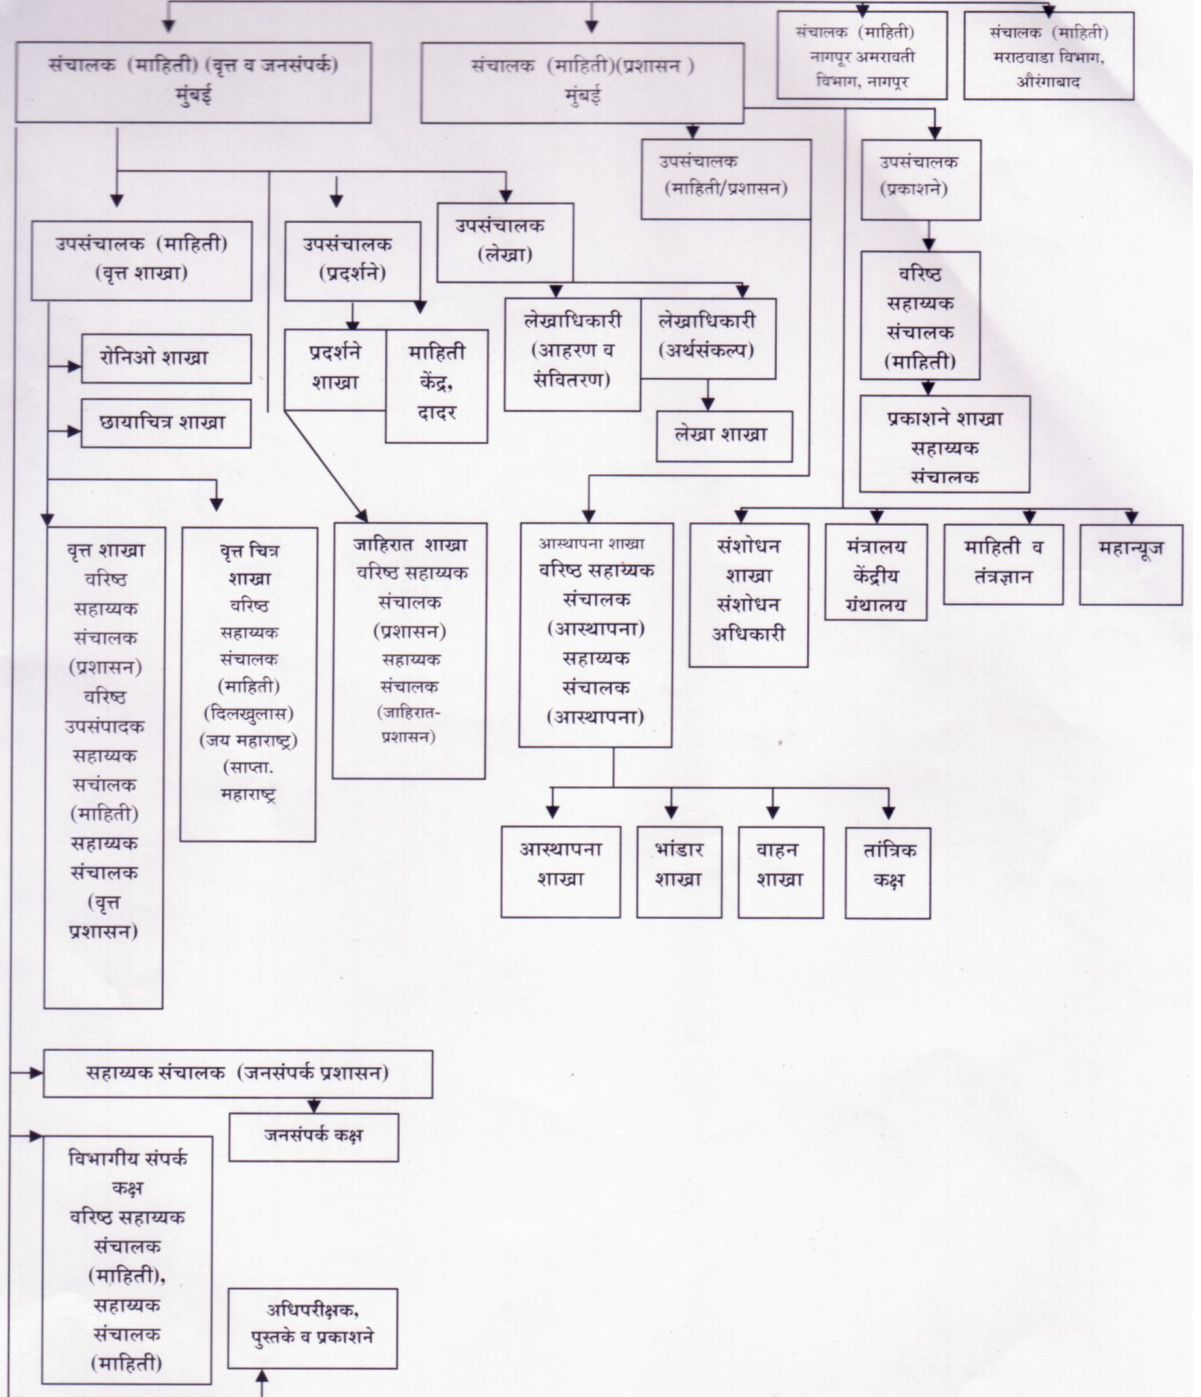 संचालक (माहिती) (वृत्त व जनसंपर्क)
मुंबई
संचालक (माहिती)(प्रशासन )
मुंबई
संचालक (माहिती)
नागपूर अमरावती
विभाग, नागपूर
संचालक (माहिती)
मराठवाडा विभाग,
औरंगाबाद
उपसंचालक
(माहिती/प्रशासन)
उपसंचालक
(प्रकाशने)
उपसंचालक (माहिती)
(वृत्त शाखा)
उपसंचालक
(प्रदर्शने)
उपसंचालक
(लेखा)
वरिष्ठ
सहाय्यक
संचालक
(माहिती)
रोनिओ शाखा
छायाचित्र शाखा
प्रदर्शने
शाखा
माहिती
केंद्र,
दादर
लेखाधिकारी
(आहरण व
संवितरण)
लेखाधिकारी
(अर्थसंकल्प)
लेखा शाखा
प्रकाशने शाखा
सहाय्यक
संचालक
वृत्त शाखा
वरिष्ठ
सहाय्यक
संचालक
(प्रशासन)
वरिष्ठ
उपसंपादक
सहाय्यक
सचांलक
(माहिती)
सहाय्यक
संचालक
(वृत्त
प्रशासन)
वृत्त चित्र
शाखा
वरिष्ठ
सहाय्यक
संचालक
(माहिती)
(दिलखुलास)
(जय महाराष्ट्र)
(साप्ता.
महाराष्ट्र
जाहिरात शाखा
वरिष्ठ सहाय्यक
संचालक
(प्रशासन)
सहाय्यक
संचालक
(जाहिरात-
प्रशासन)
आस्थापना शाखा
वरिष्ठ सहाय्यक
संचालक
(आस्थापना)
सहाय्यक
संचालक
(आस्थापना)
संशोधन
शाखा
संशोधन
अधिकारी
मंत्रालय
केंद्रीय
ग्रंथालय
माहिती व
तंत्रज्ञान
महान्यूज
आस्थापना
शाखा
भांडार
शाखा
वाहन
शाखा
तांत्रिक
कक्ष
सहाय्यक संचालक (जनसंपर्क प्रशासन)
जनसंपर्क कक्ष
विभागीय संपर्क
कक्ष
वरिष्ठ सहाय्यक
संचालक
(माहिती),
सहाय्यक
संचालक
(माहिती)
अधिपरीक्षक,
पुस्तके व प्रकाशने